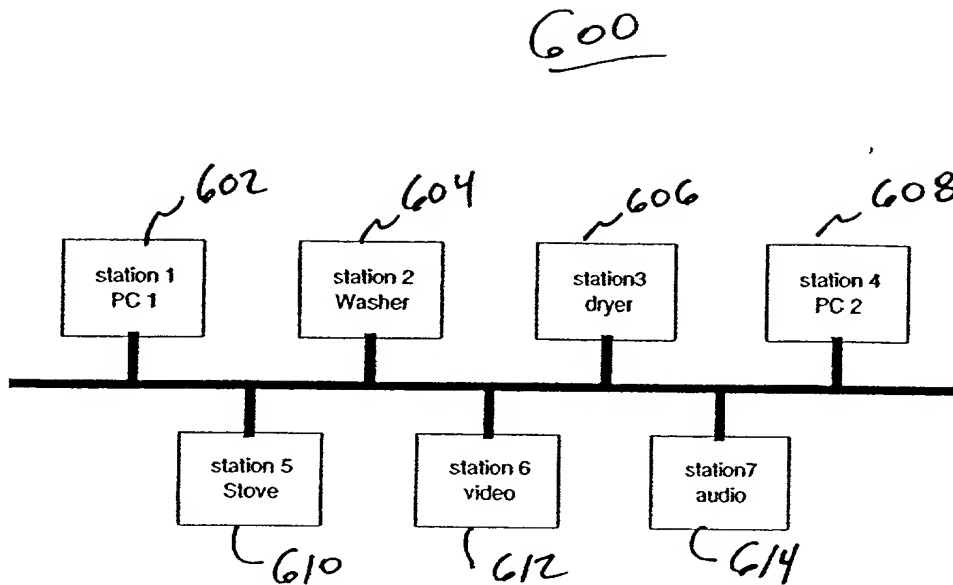 600
602
604
606
608
station 1
PC 1
station 2
Washer
station3
dryer
station 4
PC 2
station 5
Stove
station 6
video
station7
audio
610
612
614